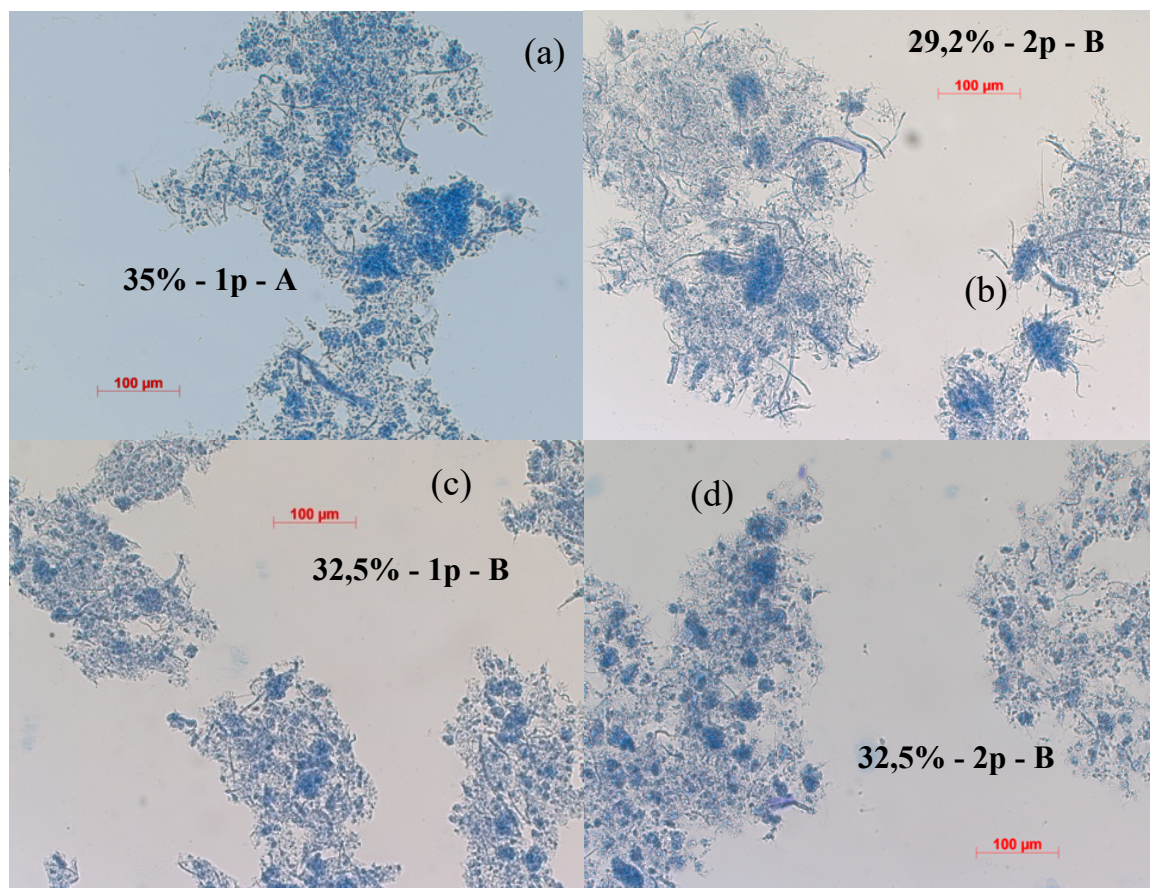 (a)
35% - 1p - A
100 µm
29,2% - 2p - B
100 µm
(b)
(c)
100 µm
32,5% - 1p - B
(d)
32,5% - 2p - B
100 µm